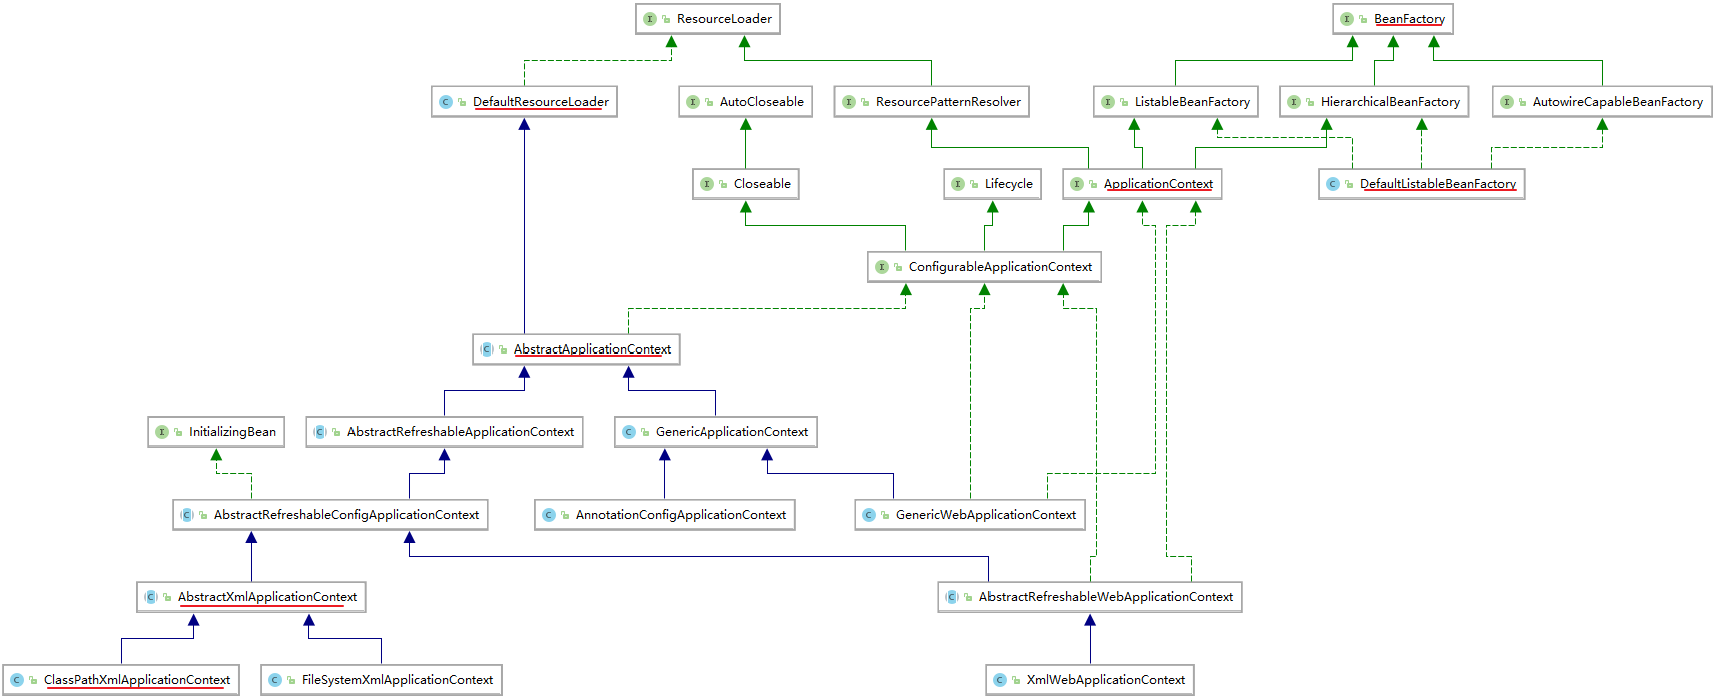 ResourceLoader
BeanFactory
DefaultResourceLoader
AutoCloseable
ResourcePatternResolver
ListableBeanFactory
HierarchicalBeanFactory
AutowireCapableBeanFactory
Closeable
Lifecycle
ApplicationContext
DefaultListableBeanFactory
ConfigurableApplicationContext
AbstractApplicationContext
InitializingBean
AbstractRefreshableApplicationContext
GenericApplicationContext
AbstractRefreshableConfigApplicationContext
AnnotationConfigApplicationContext
GenericWebApplicationContext
AbstractXmlApplicationContext
AbstractRefreshableWebApplicationContext
ClassPathXmlApplicationContext
FileSystemXmlApplicationContext
XmlWebApplicationContext